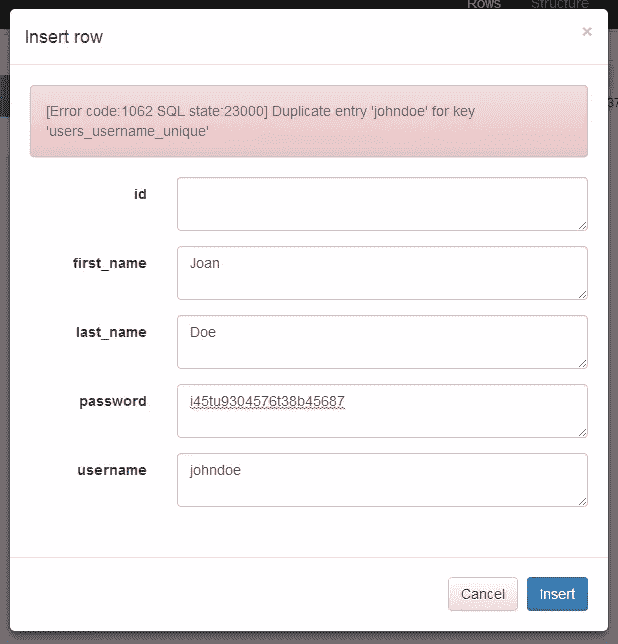 Rows Structure
Insert row ×
[Error code:1062 SQL state:23000] Duplicate entry 'johndoe' for key
'users_username_unique'
id
first_name Joan
last_name Doe
password i45tu9304576t38b45687
username johndoe
Cancel Insert